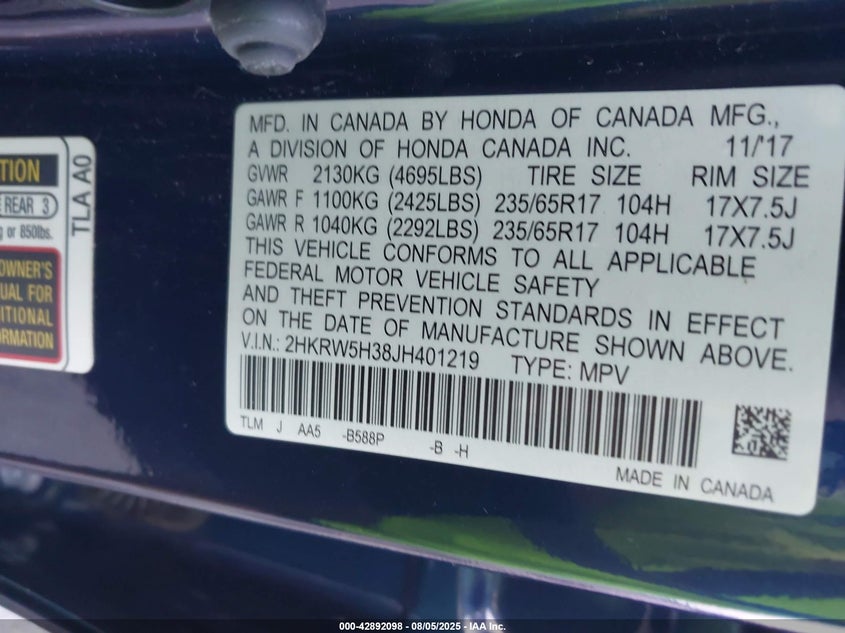 TION
REAR 3
g or 850lbs.
OWNER'S
UAL FOR
ITIONAL
ORMATION
TLA A0
MFD. IN CANADA BY HONDA OF CANADA MFG.,
A DIVISION OF HONDA CANADA INC. 11/'17
GVWR 2130KG (4695LBS) TIRE SIZE RIM SIZE
GAWR F 1100KG (2425LBS) 235/65R17 104H 17X7.5J
GAWR R 1040KG (2292LBS) 235/65R17 104H 17X7.5J
THIS VEHICLE CONFORMS TO ALL APPLICABLE
FEDERAL MOTOR VEHICLE SAFETY
AND THEFT PREVENTION STANDARDS IN EFFECT
ON THE DATE OF MANUFACTURE SHOWN ABOVE.
V.I.N.: 2HKRW5H38JH401219 TYPE: MPV
TLM J AA5 -B588P -B -H
MADE IN CANADA
000-42892098 - 08/05/2025 - IAA Inc.